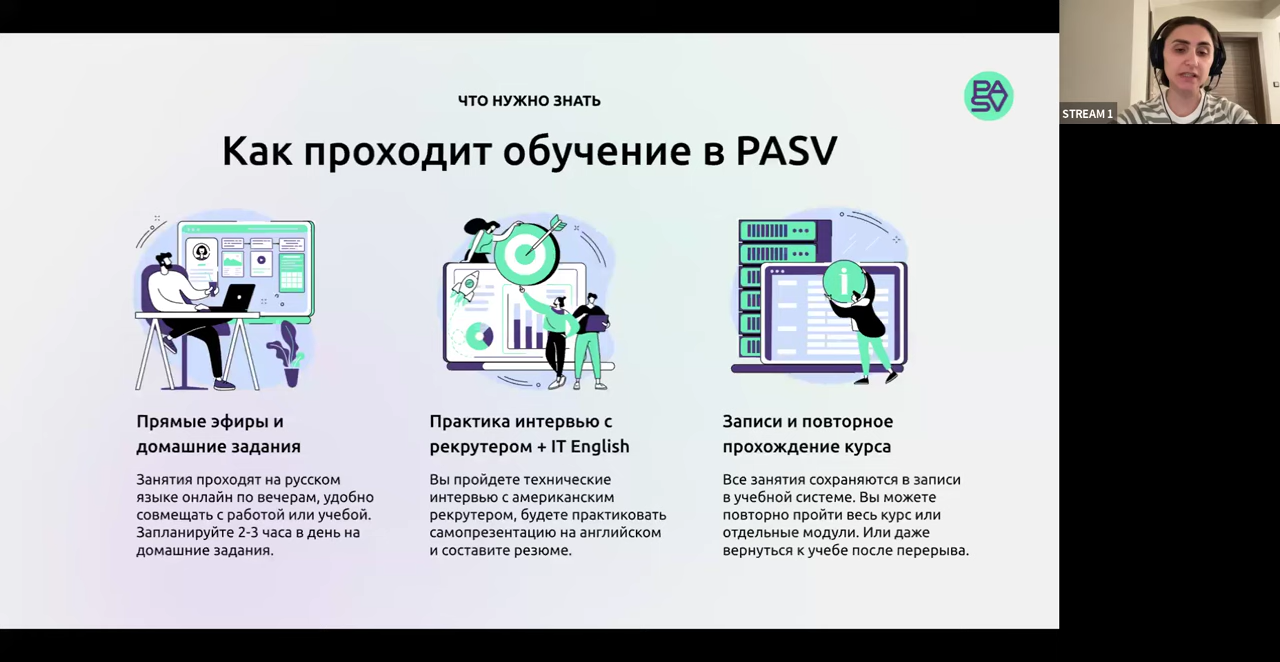 ЧТО НУЖНО ЗНАТЬ
Как проходит обучение в PASV
PASV
STREAM 1
Прямые эфиры и
домашние задания
Занятия проходят на русском
языке онлайн по вечерам, удобно
совмещать с работой или учебой.
Запланируйте 2-3 часа в день на
домашние задания.
Практика интервью с
рекрутером + IT English
Вы пройдете технические
интервью с американским
рекрутером, будете практиковать
самопрезентацию на английском
и составите резюме.
Записи и повторное
прохождение курса
Все занятия сохраняются в записи
в учебной системе. Вы можете
повторно пройти весь курс или
отдельные модули. Или даже
вернуться к учебе после перерыва.